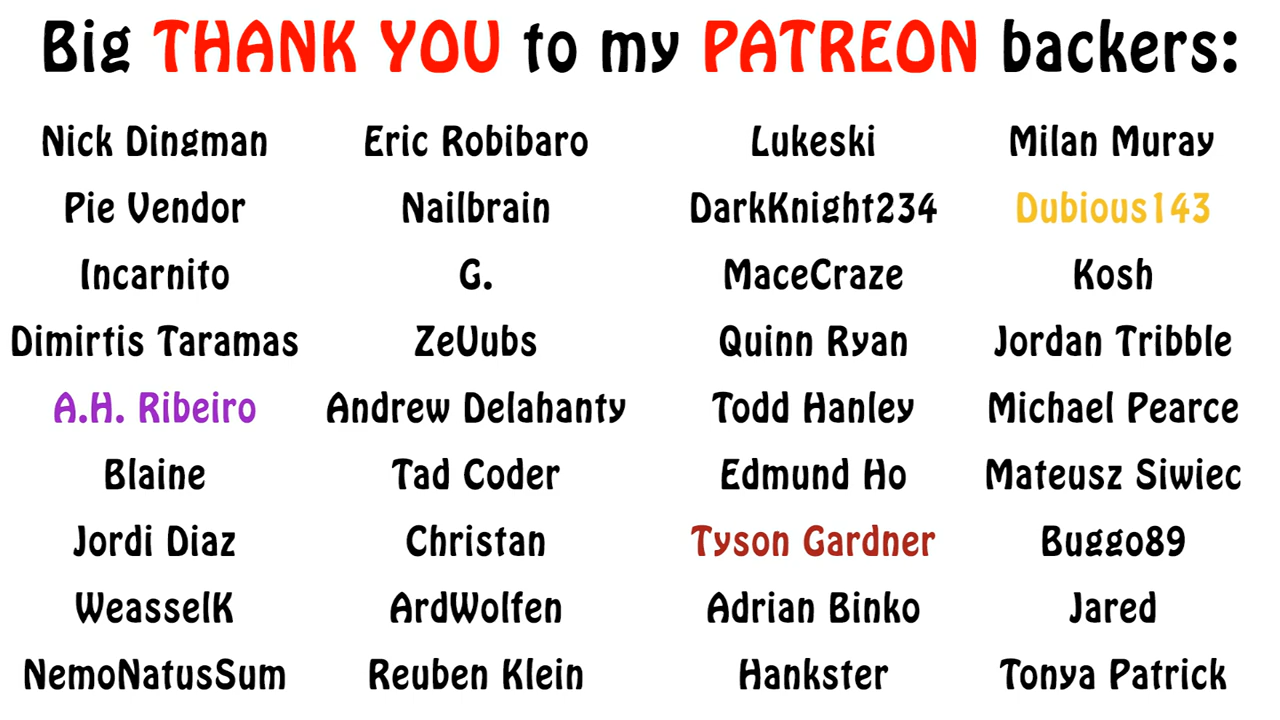 Big THANK YOU to my PATREON backers:
Nick Dingman Eric Robibaro Lukeski Milan Muray
Pie Vendor Nailbrain DarkKnight234 Dubious143
Incarnito G. MaceCraze Kosh
Dimirtis Taramas ZeVubs Quinn Ryan Jordan Tribble
A.H. Ribeiro Andrew Delahanty Todd Hanley Michael Pearce
Blaine Tad Coder Edmund Ho Mateusz Siwiec
Jordi Diaz Christan Tyson Gardner Buggo89
WeasselK ArdWolfen Adrian Binko Jared
NemoNatusSum Reuben Klein Hankster Tonya Patrick